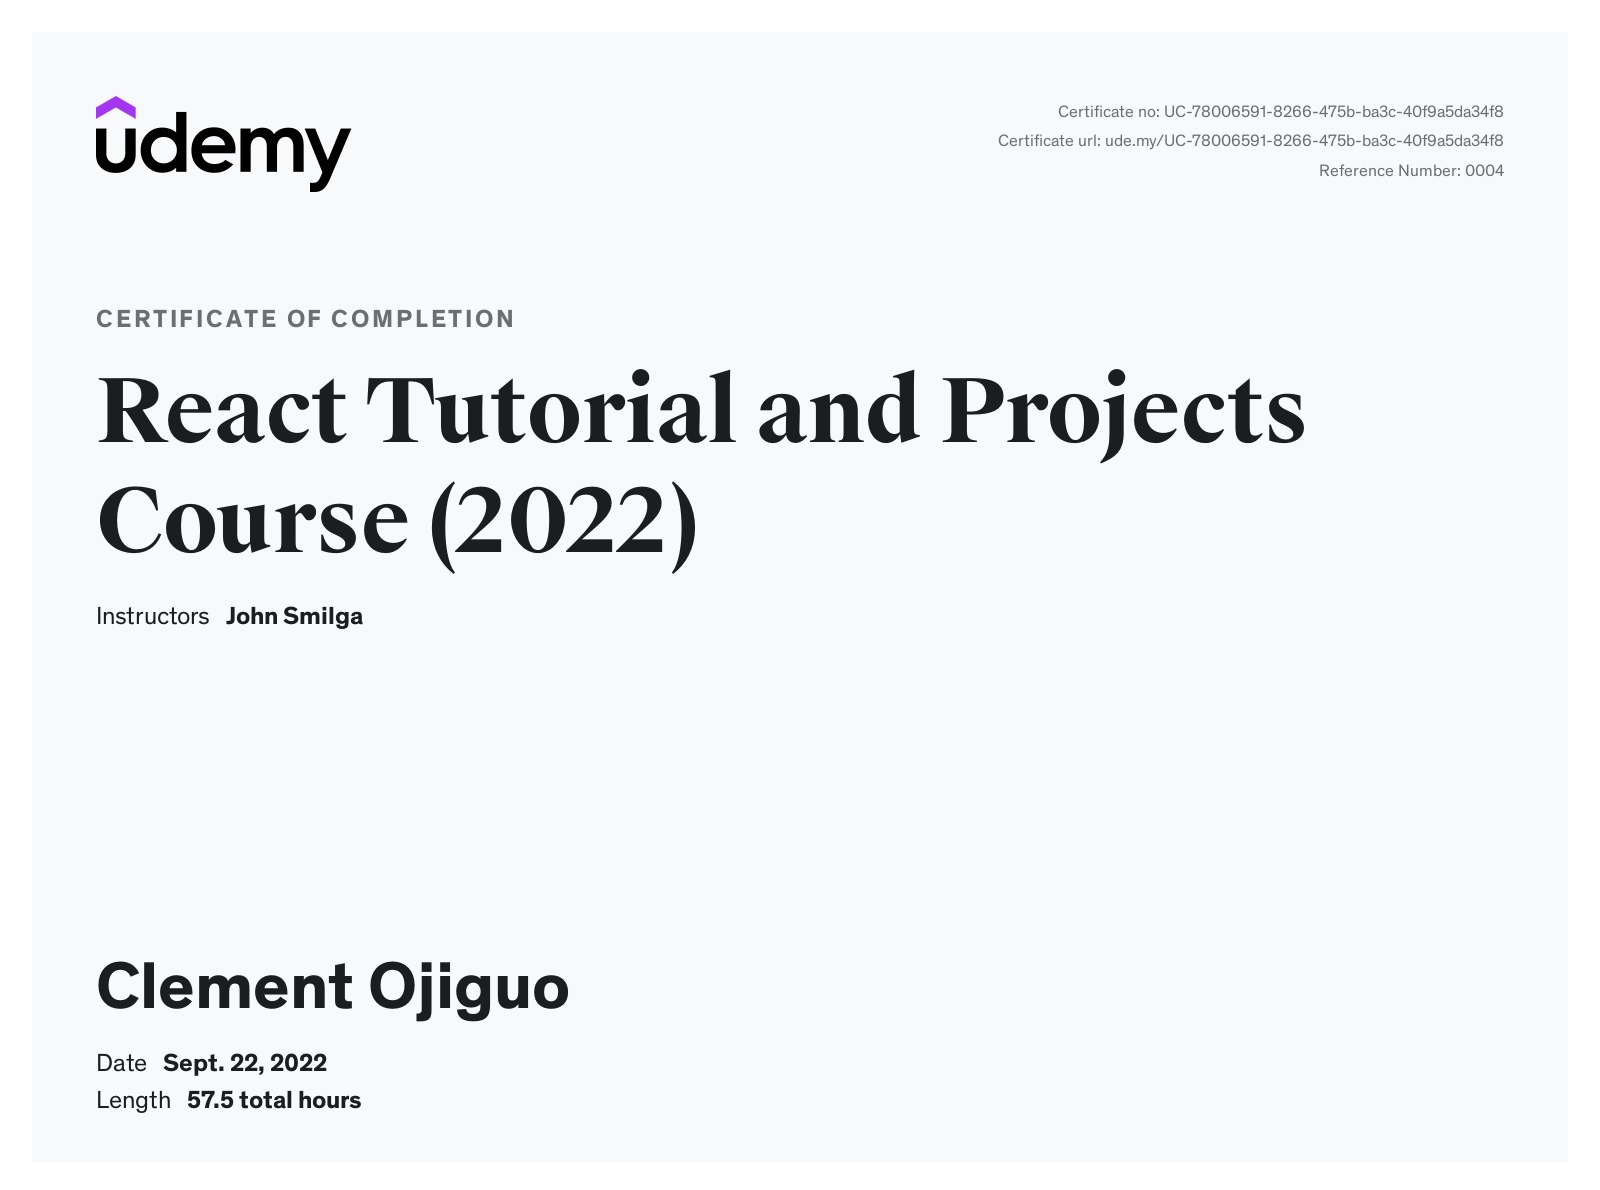 udemy
Certificate no: UC-78006591-8266-475b-ba3c-40f9a5da34f8
Certificate url: ude.my/UC-78006591-8266-475b-ba3c-40f9a5da34f8
Reference Number: 0004
CERTIFICATE OF COMPLETION
React Tutorial and Projects
Course (2022)
Instructors John Smilga
Clement Ojiguo
Date Sept. 22, 2022
Length 57.5 total hours